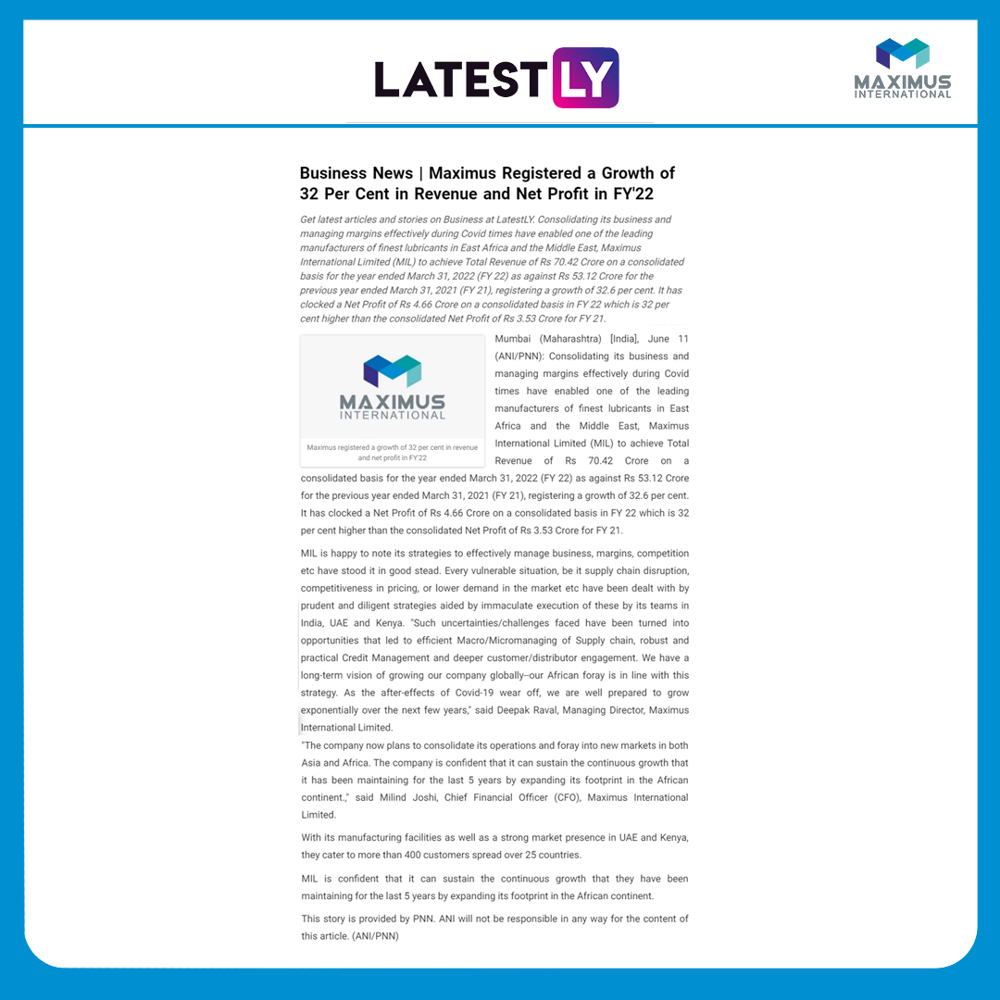 LATESTLY
MAXIMUS
INTERNATIONAL
Business News | Maximus Registered a Growth of
32 Per Cent in Revenue and Net Profit in FY'22
Get latest articles and stories on Business at LatestLY. Consolidating its business and
managing margins effectively during Covid times have enabled one of the leading
manufacturers of finest lubricants in East Africa and the Middle East, Maximus
International Limited (MIL) to achieve Total Revenue of Rs 70.42 Crore on a consolidated
basis for the year ended March 31, 2022 (FY 22) as against Rs 53.12 Crore for the
previous year ended March 31, 2021 (FY 21), registering a growth of 32.6 per cent. It has
clocked a Net Profit of Rs 4.66 Crore on a consolidated basis in FY 22 which is 32 per
cent higher than the consolidated Net Profit of Rs 3.53 Crore for FY 21.
MAXIMUS
INTERNATIONAL
Maximus registered a growth of 32 per cent in revenue
and net profit in FY'22
Mumbai (Maharashtra) [India], June 11
(ANI/PNN): Consolidating its business and
managing margins effectively during Covid
times have enabled one of the leading
manufacturers of finest lubricants in East
Africa and the Middle East, Maximus
International Limited (MIL) to achieve Total
Revenue of Rs 70.42 Crore on a
consolidated basis for the year ended March 31, 2022 (FY 22) as against Rs 53.12 Crore
for the previous year ended March 31, 2021 (FY 21), registering a growth of 32.6 per cent.
It has clocked a Net Profit of Rs 4.66 Crore on a consolidated basis in FY 22 which is 32
per cent higher than the consolidated Net Profit of Rs 3.53 Crore for FY 21.
MIL is happy to note its strategies to effectively manage business, margins, competition
etc have stood it in good stead. Every vulnerable situation, be it supply chain disruption,
competitiveness in pricing, or lower demand in the market etc have been dealt with by
prudent and diligent strategies aided by immaculate execution of these by its teams in
India, UAE and Kenya. "Such uncertainties/challenges faced have been turned into
opportunities that led to efficient Macro/Micromanaging of Supply chain, robust and
practical Credit Management and deeper customer/distributor engagement. We have a
long-term vision of growing our company globally--our African foray is in line with this
strategy. As the after-effects of Covid-19 wear off, we are well prepared to grow
exponentially over the next few years," said Deepak Raval, Managing Director, Maximus
International Limited.
"The company now plans to consolidate its operations and foray into new markets in both
Asia and Africa. The company is confident that it can sustain the continuous growth that
it has been maintaining for the last 5 years by expanding its footprint in the African
continent.," said Milind Joshi, Chief Financial Officer (CFO), Maximus International
Limited.
With its manufacturing facilities as well as a strong market presence in UAE and Kenya,
they cater to more than 400 customers spread over 25 countries.
MIL is confident that it can sustain the continuous growth that they have been
maintaining for the last 5 years by expanding its footprint in the African continent.
This story is provided by PNN. ANI will not be responsible in any way for the content of
this article. (ANI/PNN)